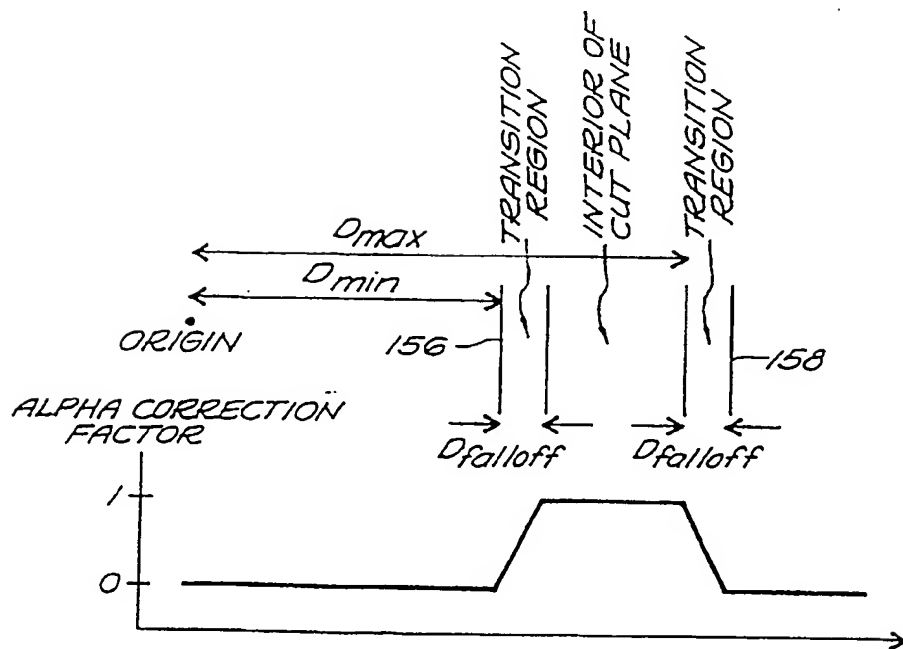 TRANSITION
REGION
INTERIOR OF
CUT PLANE
TRANSITION
REGION
Dmax
Dmin
ORIGIN
156
158
ALPHA CORRECTION
FACTOR
Dfalloff
Dfalloff
1
0